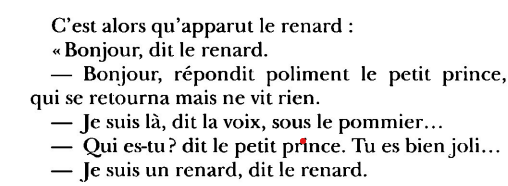 C’est alors qu’apparut le renard :
« Bonjour, dit le renard.
— Bonjour, répondit poliment le petit prince,
qui se retourna mais ne vit rien.
— Je suis là, dit la voix, sous le pommier…
— Qui es-tu ? dit le petit prince. Tu es bien joli…
— Je suis un renard, dit le renard.